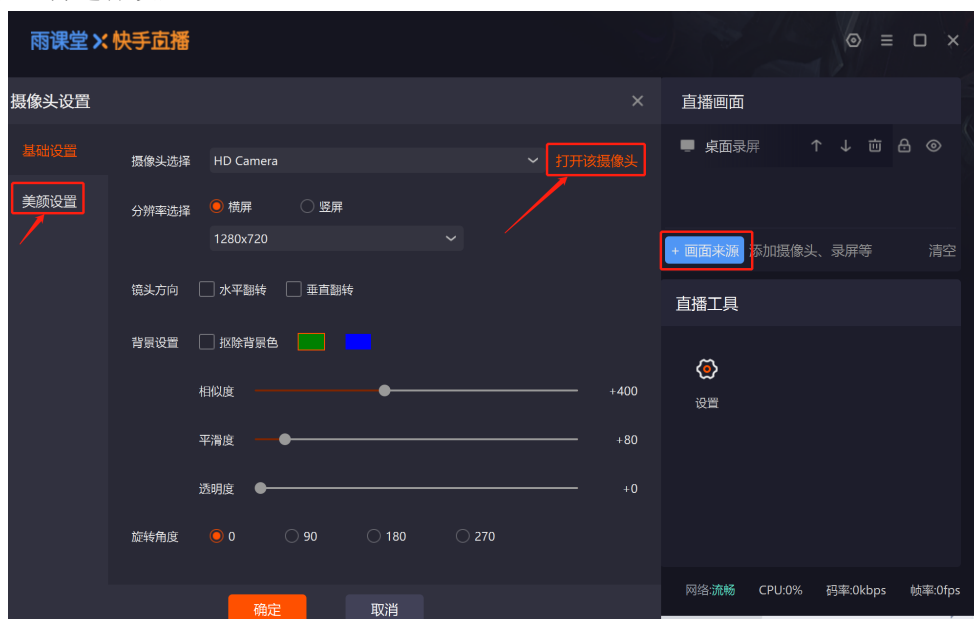 雨课堂×快手直播
摄像头设置
基础设置
美颜设置
摄像头选择 HD Camera 打开该摄像头
分辨率选择 横屏 竖屏
1280x720
镜头方向 水平翻转 垂直翻转
背景设置 抠除背景色
相似度 +400
平滑度 +80
透明度 +0
旋转角度 0 90 180 270
确定 取消
直播画面
桌面录屏
+ 画面来源 添加摄像头、录屏等 清空
直播工具
设置
网络:流畅 CPU:0% 码率:0kbps 帧率:0fps